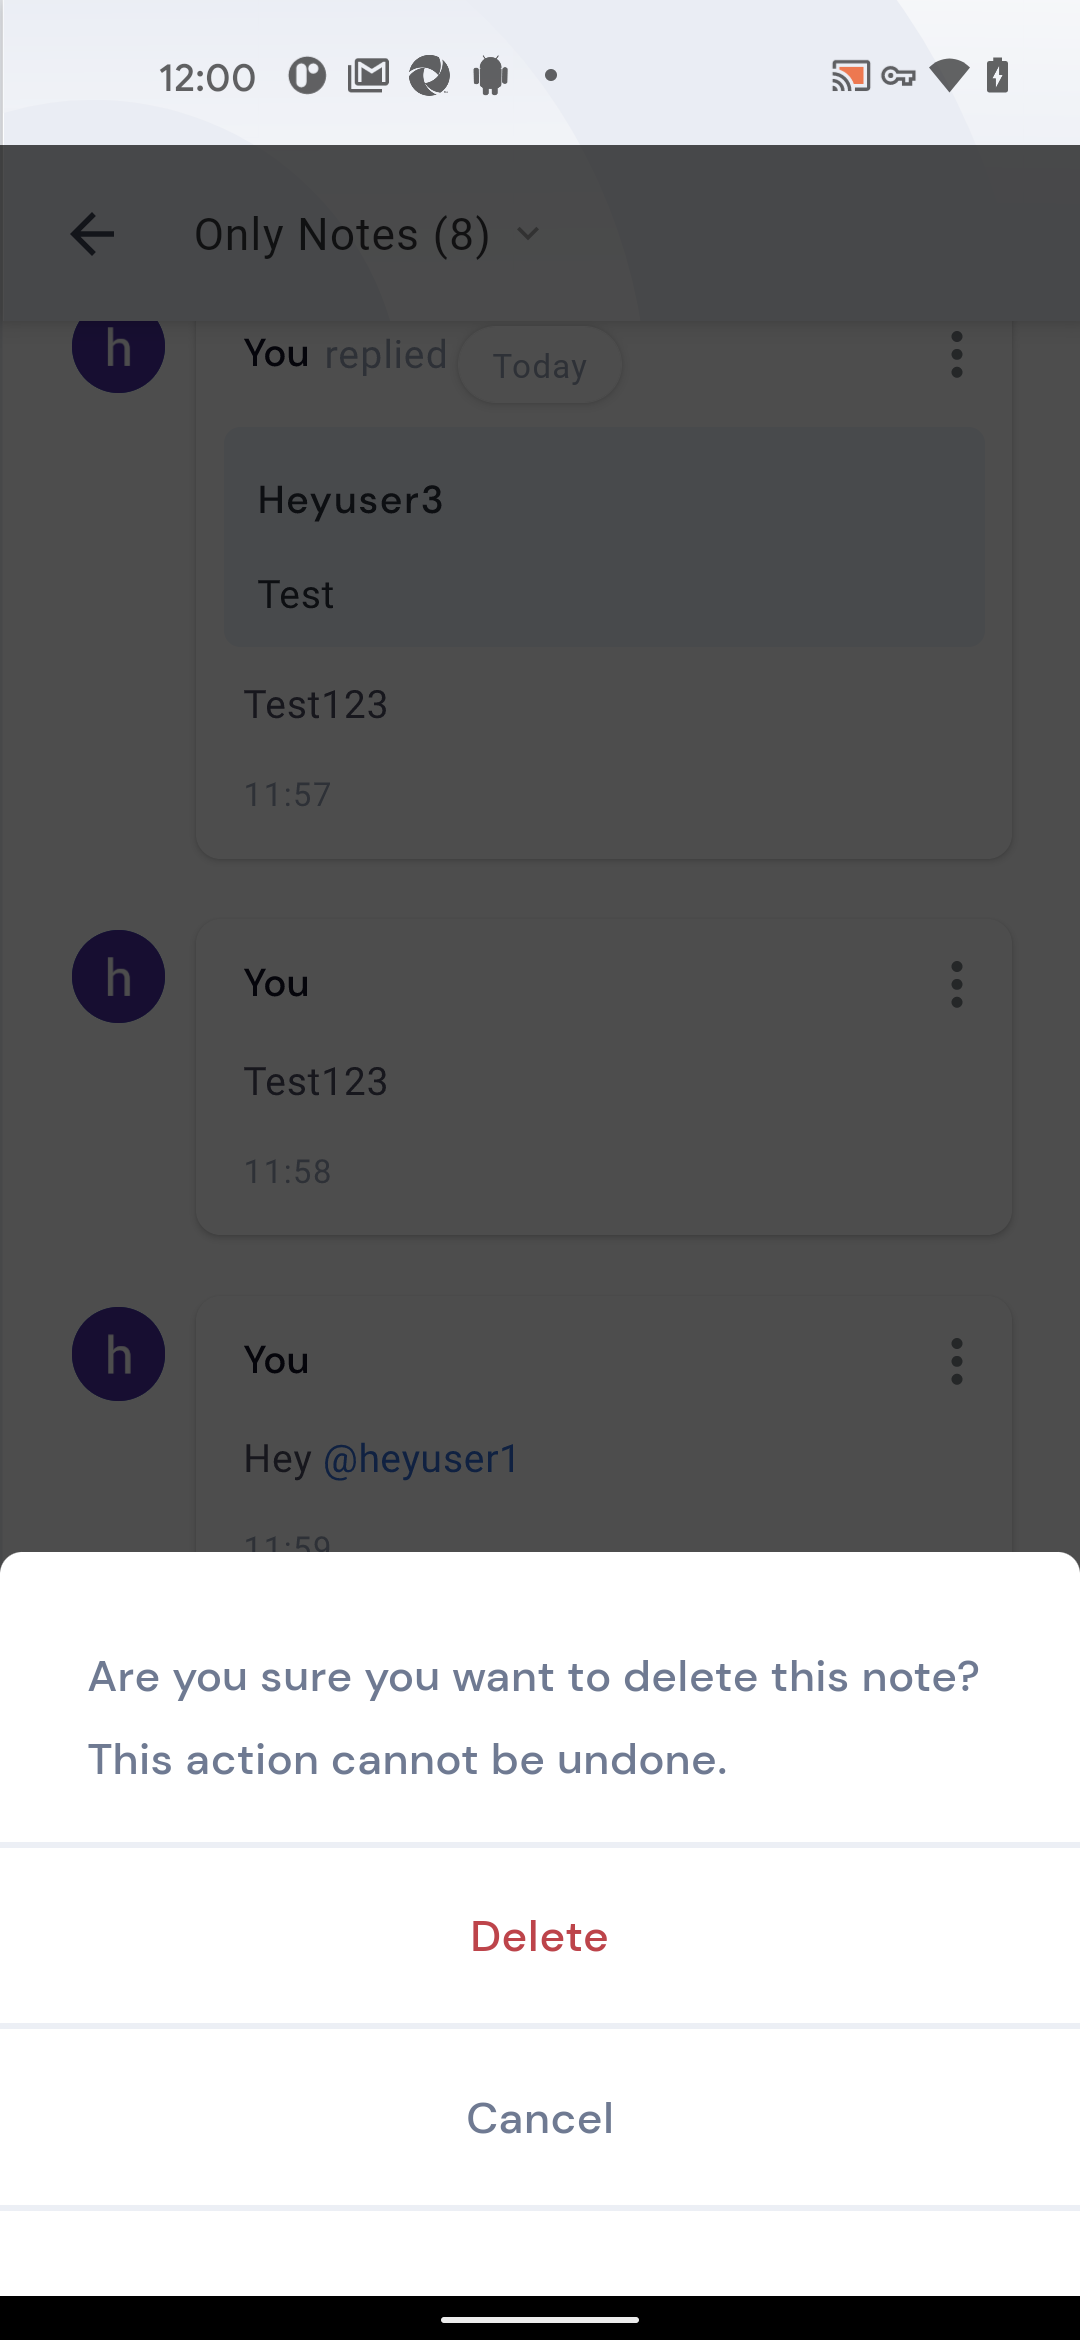 12:00
Only Notes (8)
h
You replied
Today
Heyuser3
Test
Test123
11:57
h
You
Test123
11:58
h
You
Hey @heyuser1
11:59
Are you sure you want to delete this note?
This action cannot be undone.
Delete
Cancel